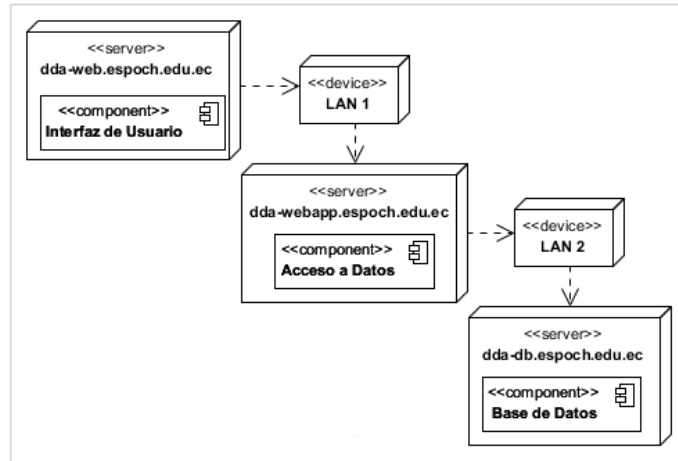 <<server>>
dda-web.espoch.edu.ec
<<component>>
Interfaz de Usuario
<<device>>
LAN 1
<<server>>
dda-webapp.espoch.edu.ec
<<component>>
Acceso a Datos
<<device>>
LAN 2
<<server>>
dda-db.espoch.edu.ec
<<component>>
Base de Datos